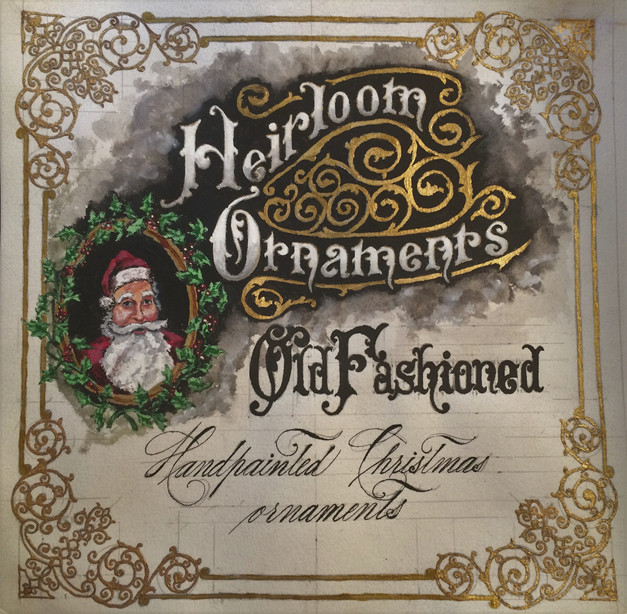 Heirloom
Ornaments
Old Fashioned
Handpainted Christmas
ornaments